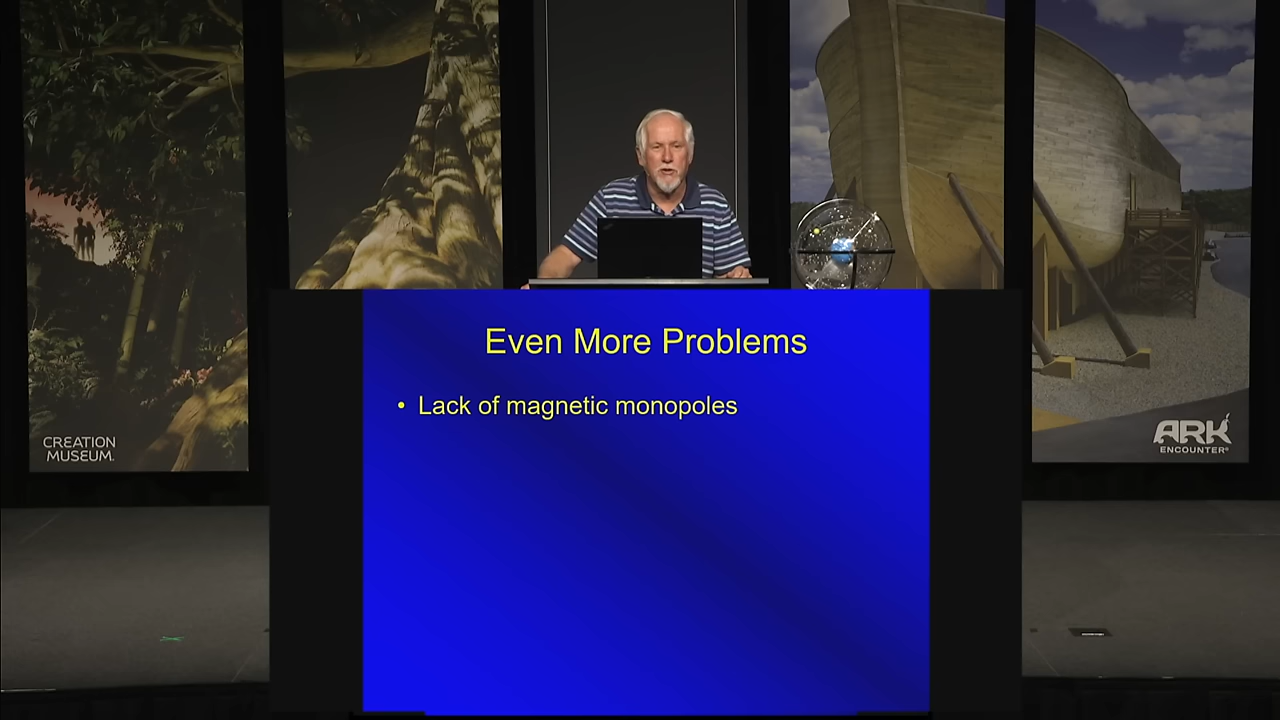 Even More Problems
• Lack of magnetic monopoles
CREATION
MUSEUM.
ARK
ENCOUNTER®